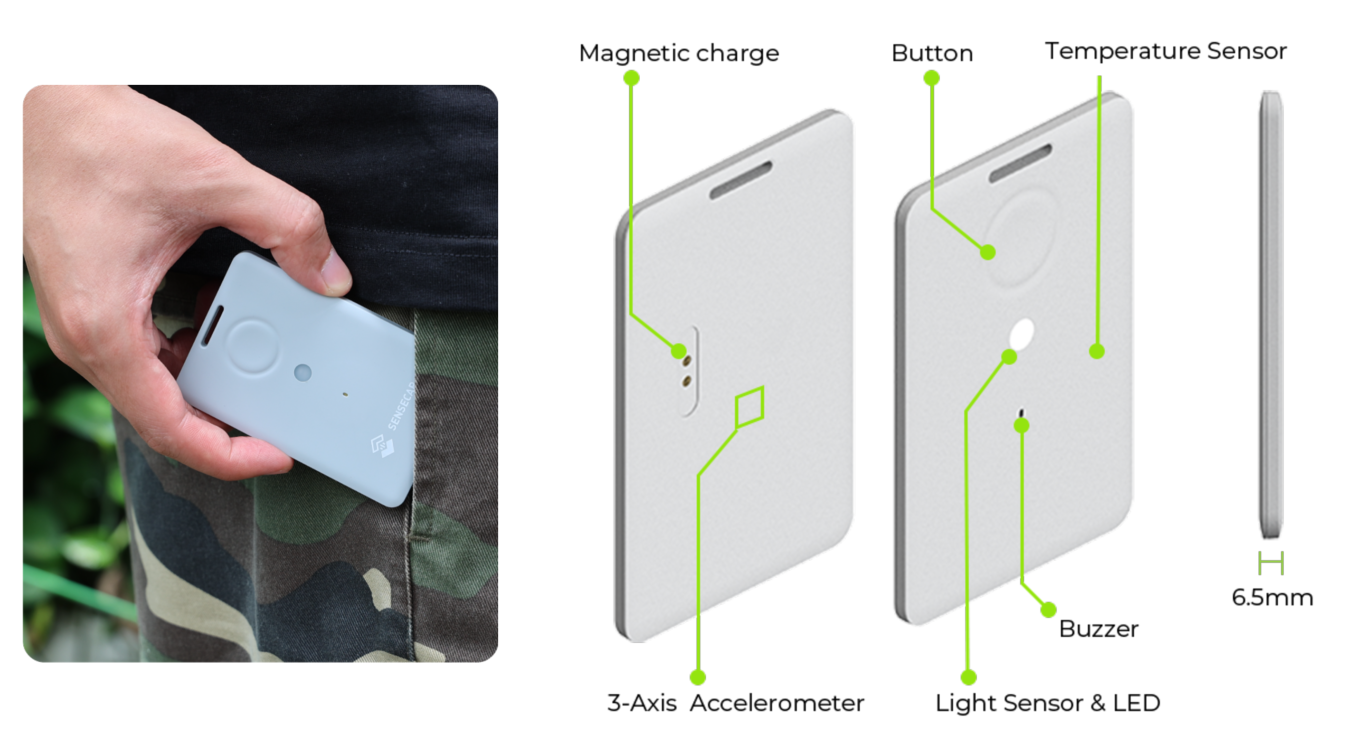 Magnetic charge
Button
Temperature Sensor
6.5mm
Buzzer
3-Axis Accelerometer
Light Sensor & LED